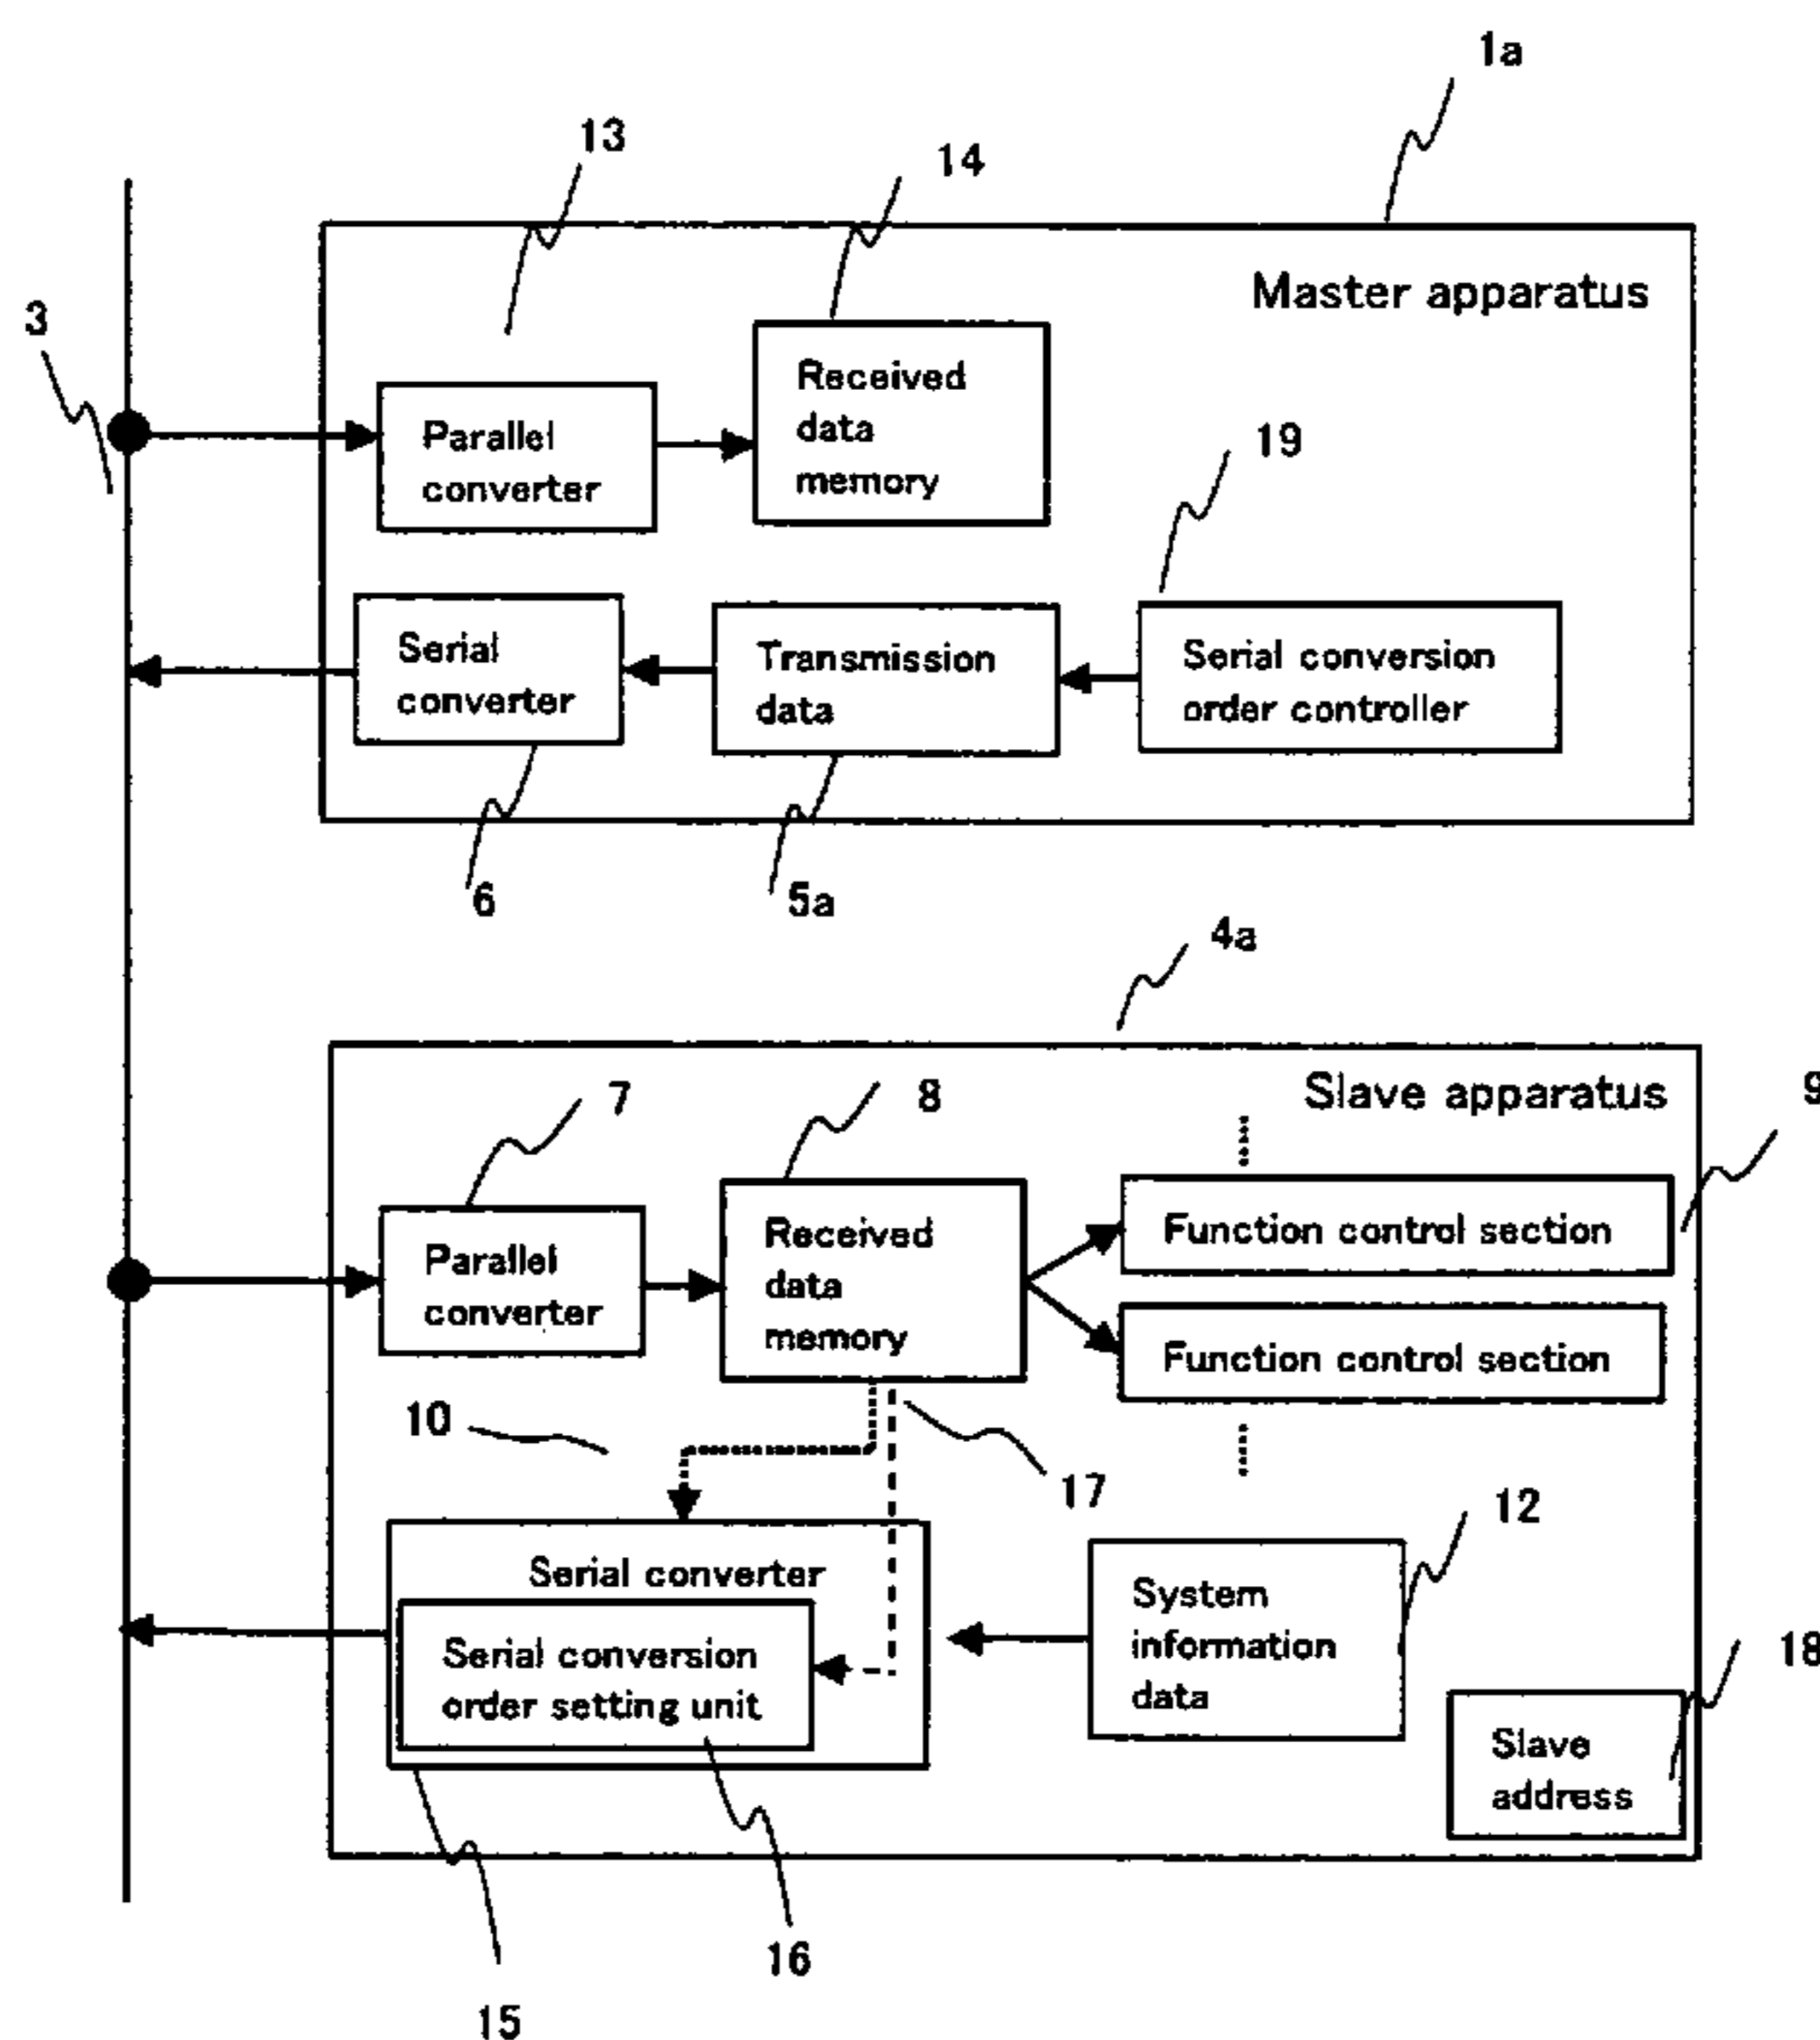 1a
13
14
Master apparatus
3
Received
data
memory
Parallel
converter
19
Serial
converter
Transmission
data
Serial conversion
order controller
6
5a
4a
Slave apparatus
9
7
8
Function control section
Received
data
memory
Parallel
converter
Function control section
10
17
12
Serial converter
System
information
data
Serial conversion
order setting unit
18
Slave
address
16
15